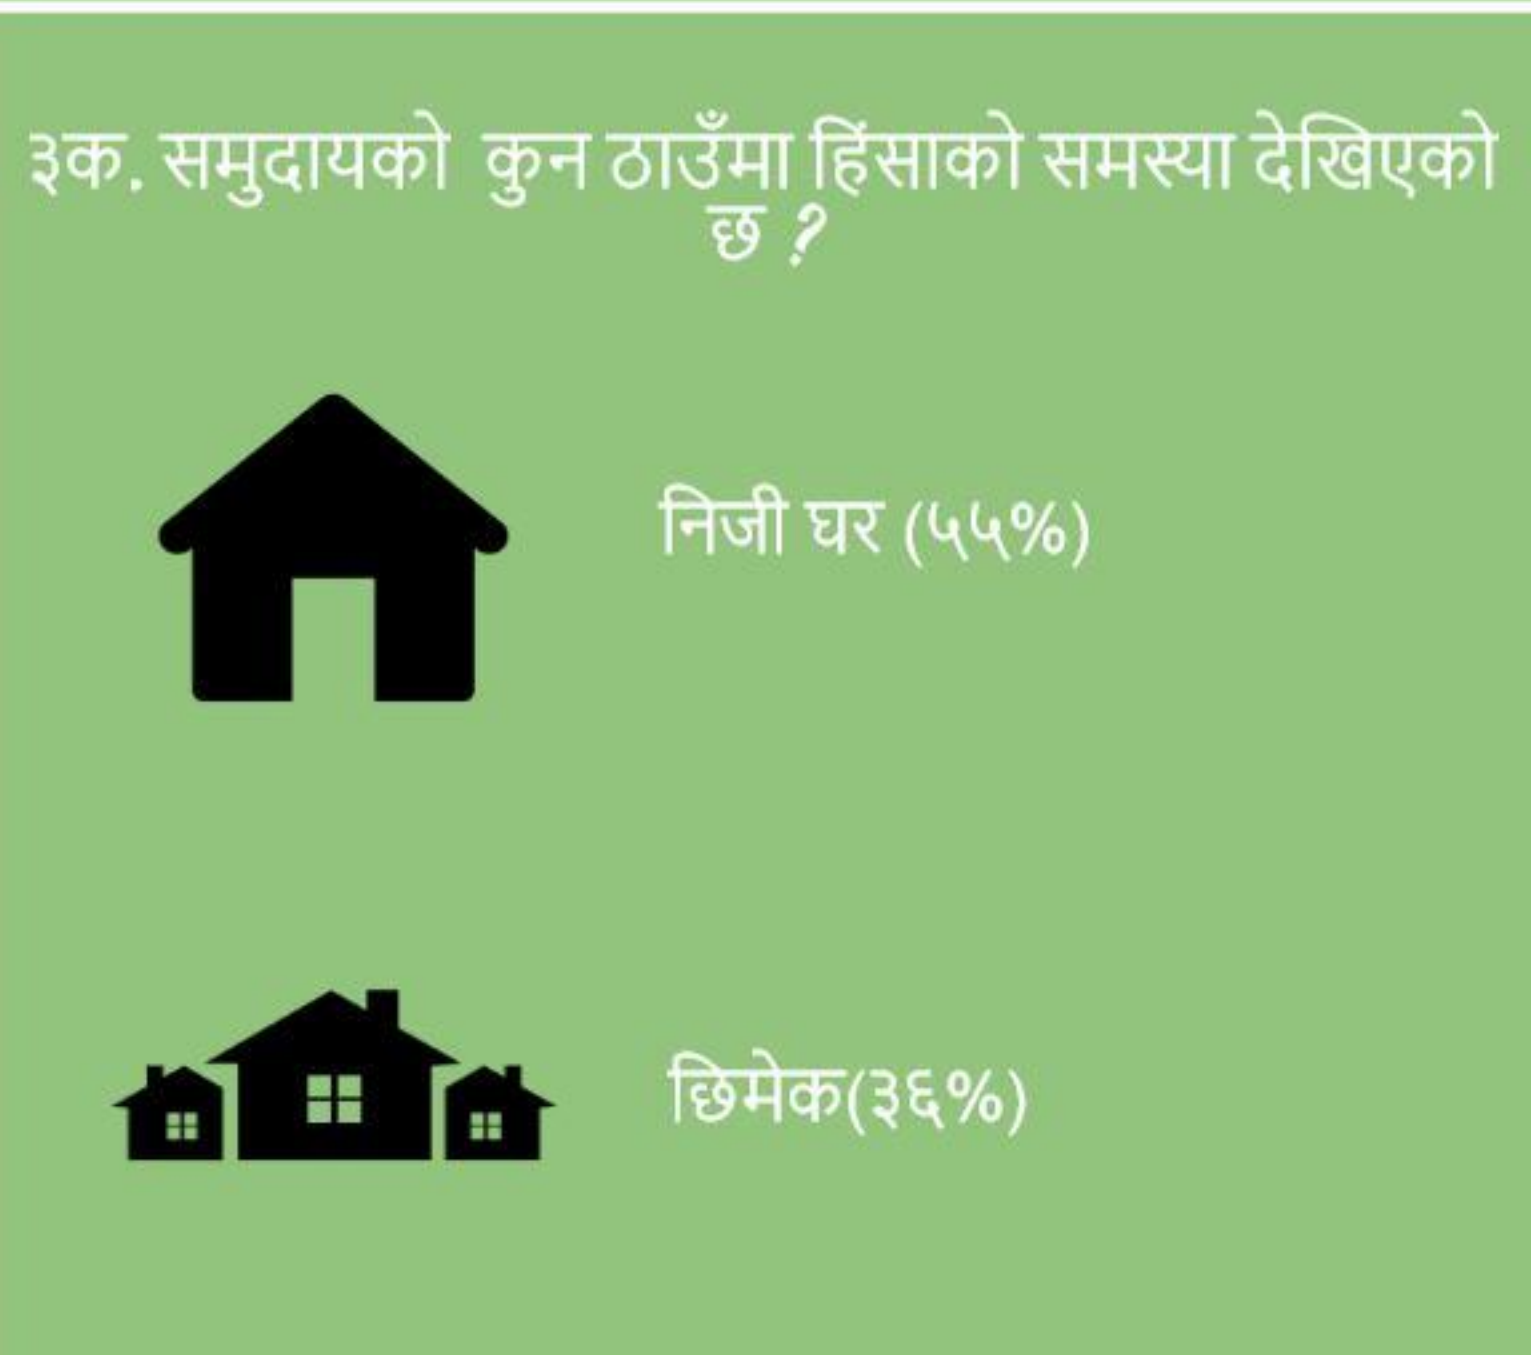 ३क. समुदायको कुन ठाउँमा हिंसाको समस्या देखिएको
छ ?
निजी घर (५५%)
छिमेक(३६%)